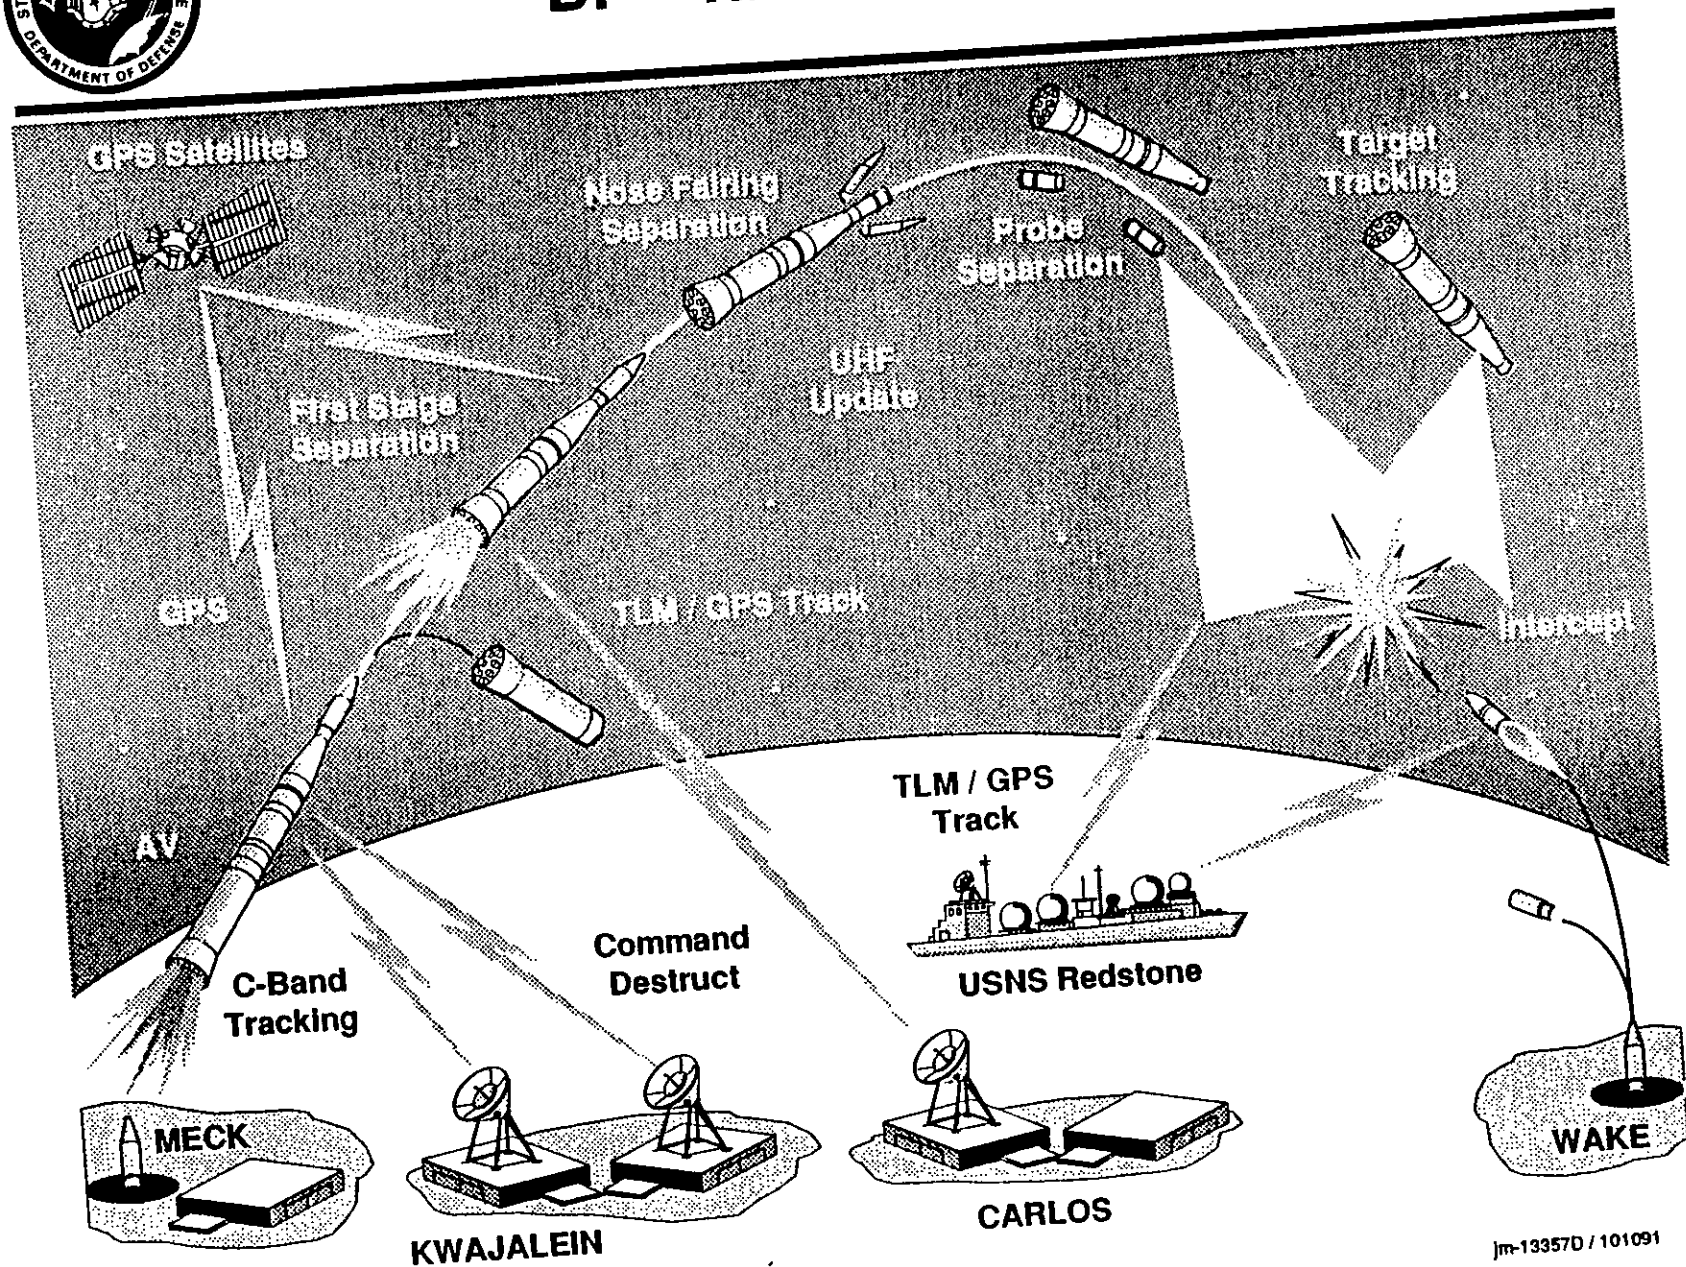 DEPARTMENT OF DEFENSE
GPS Satellites
Nose Fairing
Separation
Probe
Separation
Target
Tracking
UHF
Update
First Stage
Separation
GPS
TLM / GPS Track
Intercept
AV
TLM / GPS
Track
C-Band
Tracking
Command
Destruct
USNS Redstone
MECK
KWAJALEIN
CARLOS
WAKE
jm-13357D / 101091